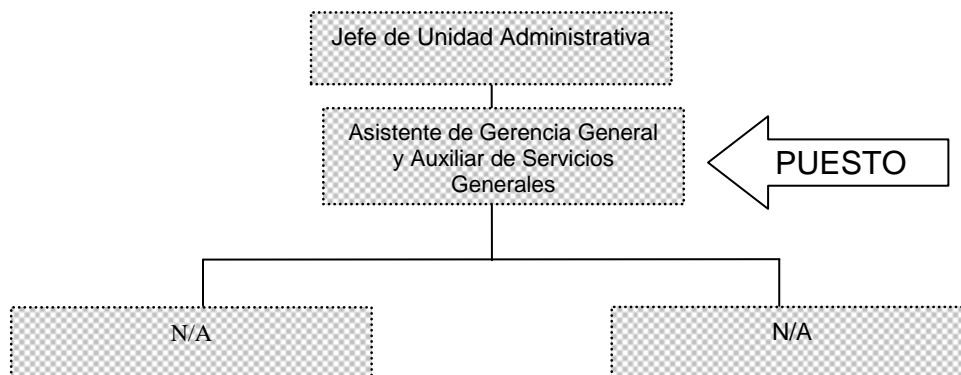 Jefe de Unidad Administrativa
Asistente de Gerencia General
y Auxiliar de Servicios
Generales
PUESTO
N/A
N/A